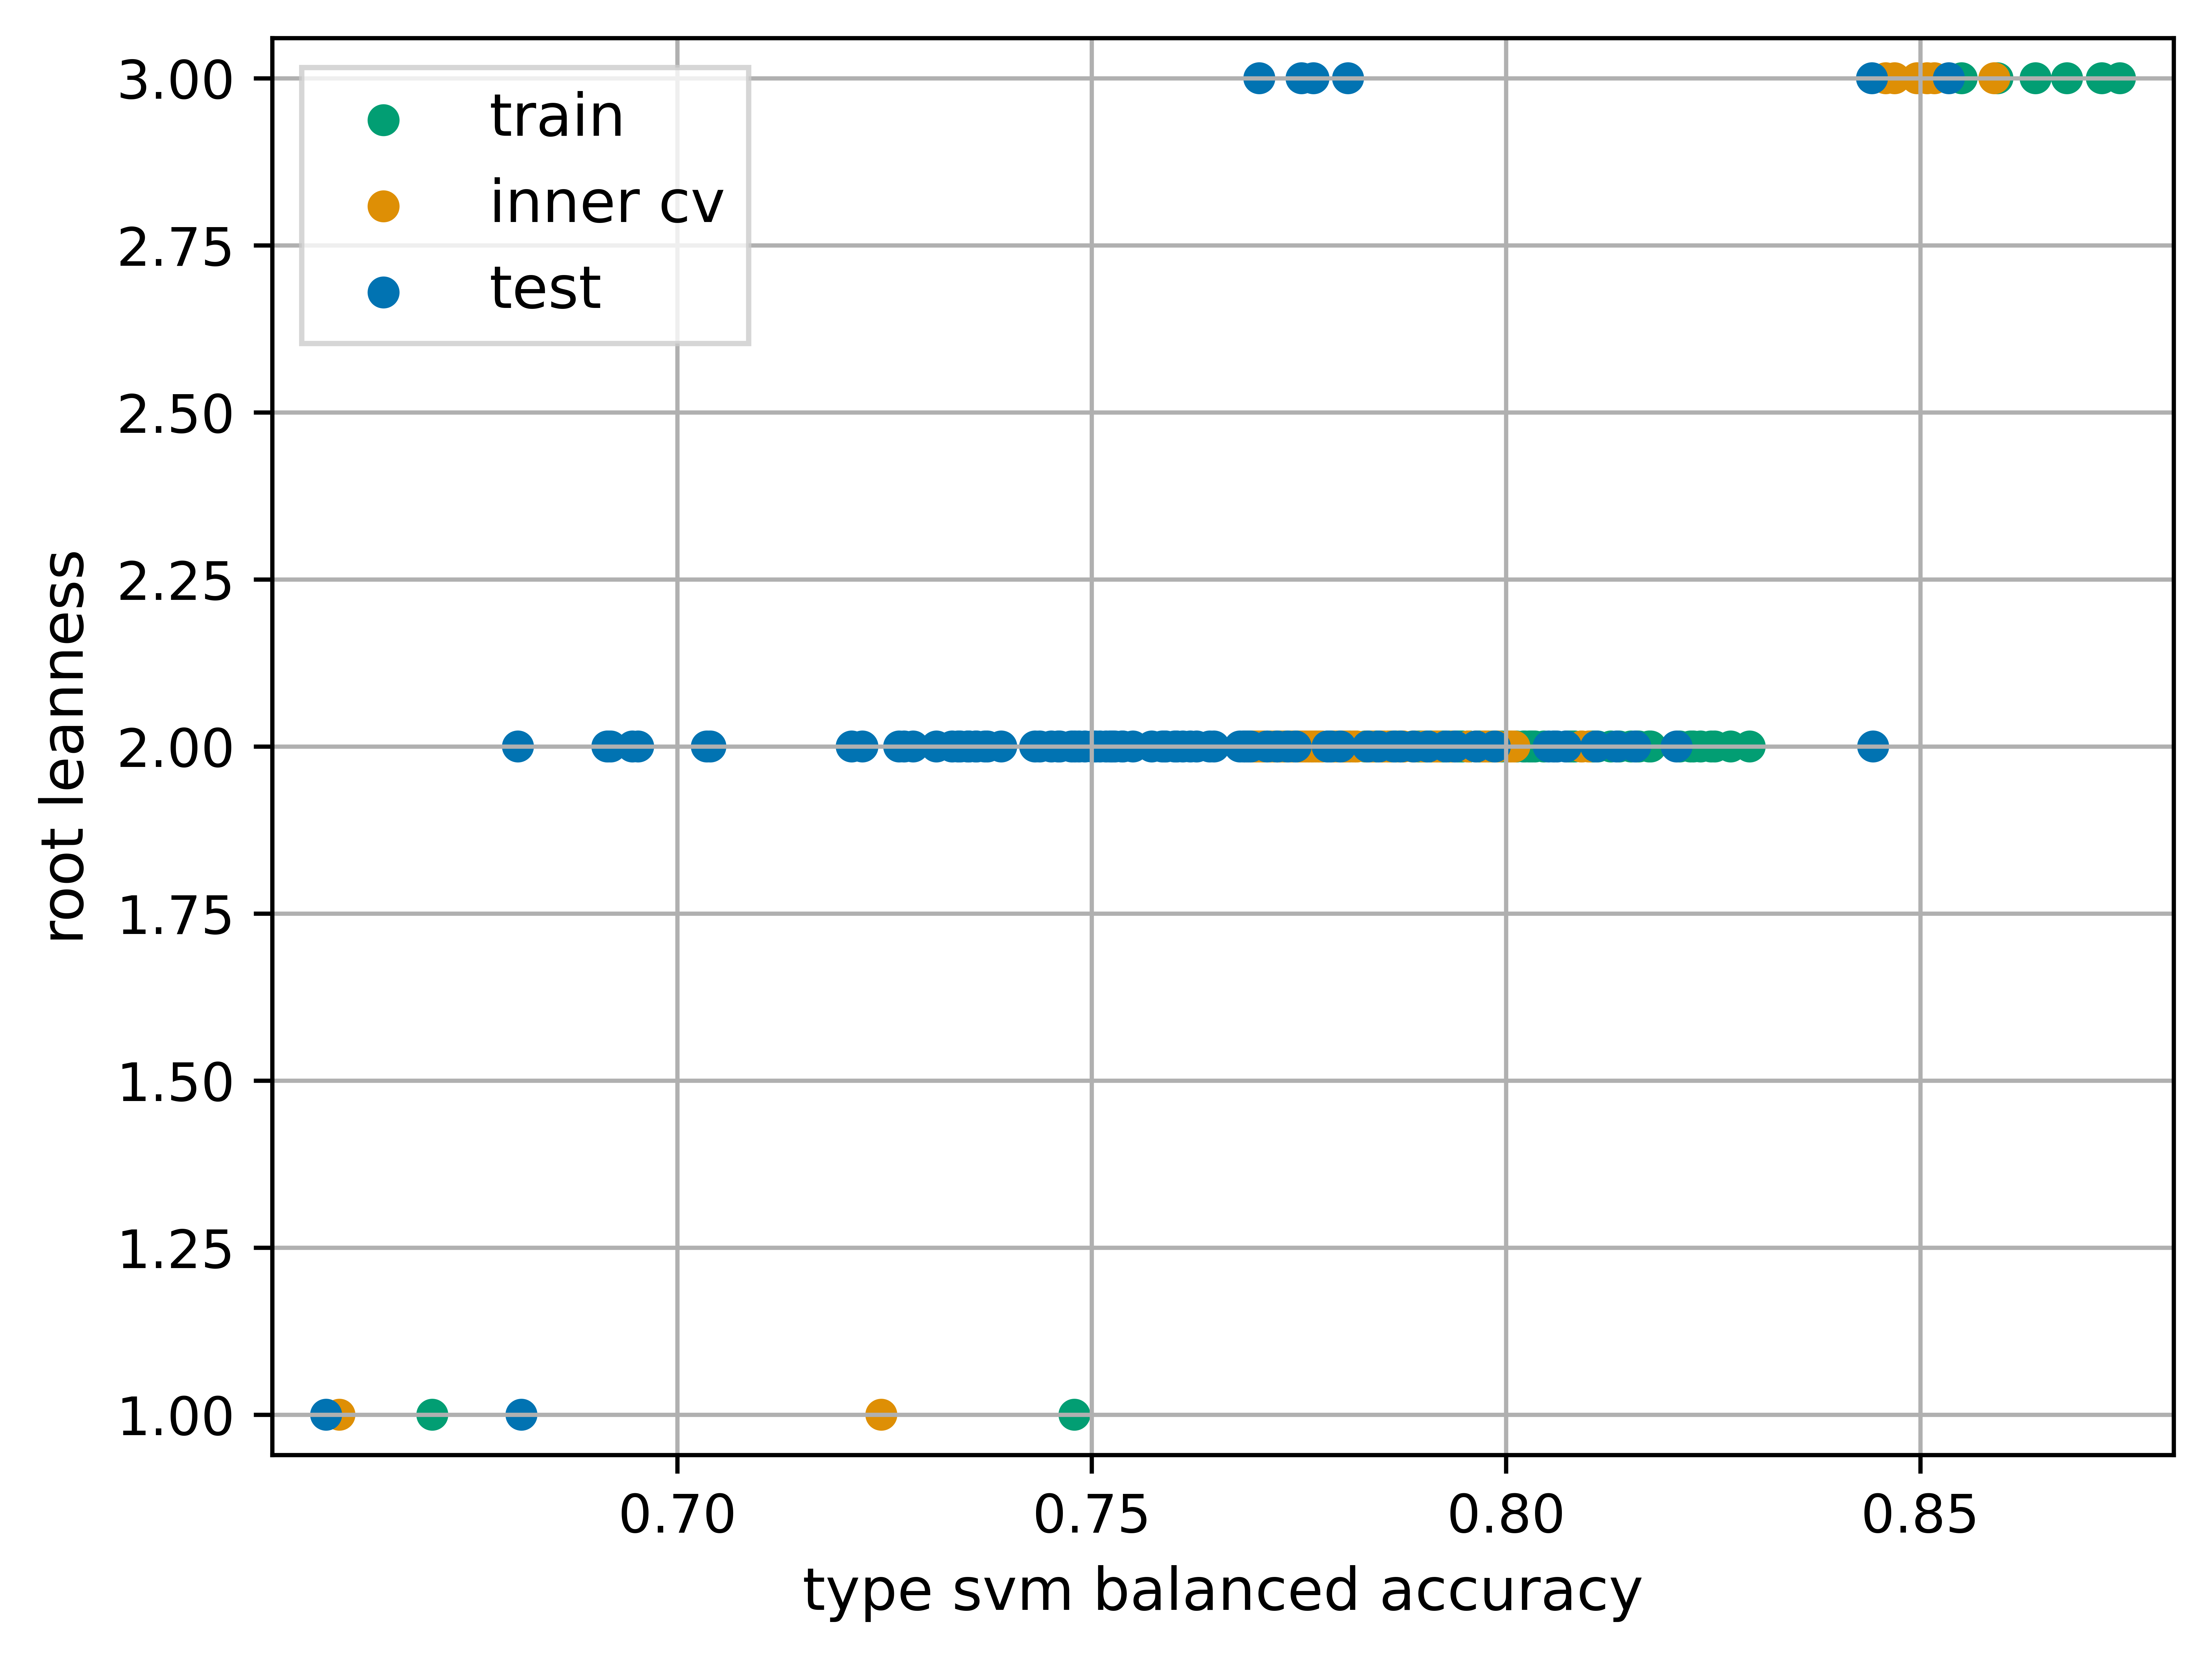 3.00
2.75
2.50
2.25
2.00
1.75
1.50
1.25
1.00
root leanness
train
inner cv
test
0.70 0.75 0.80 0.85
type svm balanced accuracy